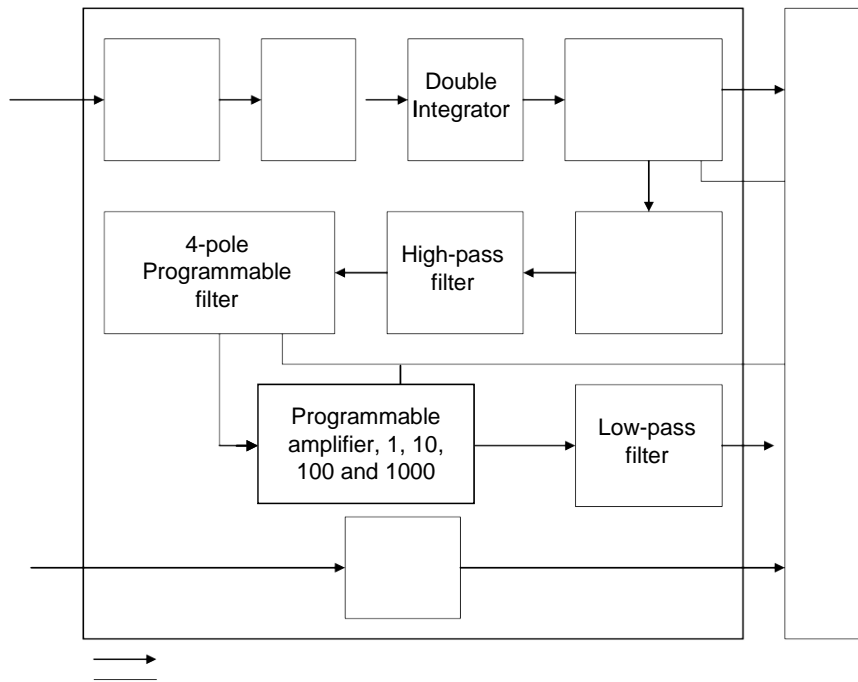 Double
Integrator
4-pole
Programmable
filter
High-pass
filter
Programmable
amplifier, 1, 10,
100 and 1000
Low-pass
filter